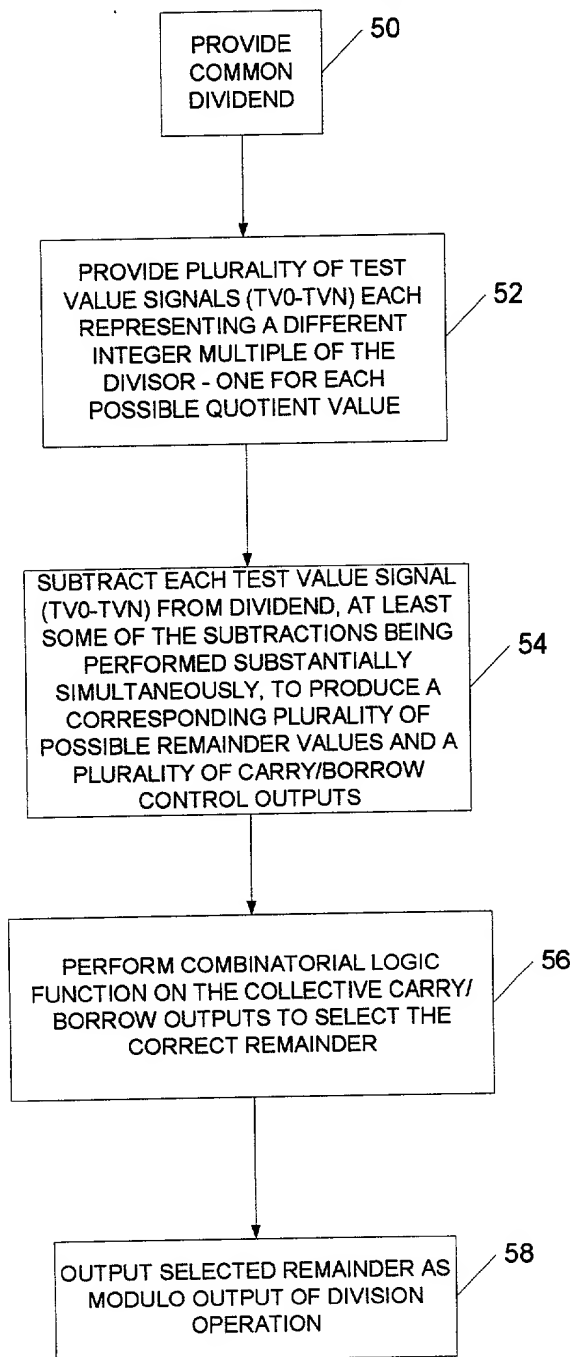 PROVIDE
COMMON
DIVIDEND
50
PROVIDE PLURALITY OF TEST
VALUE SIGNALS (TV0-TVN) EACH
REPRESENTING A DIFFERENT
INTEGER MULTIPLE OF THE
DIVISOR - ONE FOR EACH
POSSIBLE QUOTIENT VALUE
52
SUBTRACT EACH TEST VALUE SIGNAL
(TV0-TVN) FROM DIVIDEND, AT LEAST
SOME OF THE SUBTRACTIONS BEING
PERFORMED SUBSTANTIALLY
SIMULTANEOUSLY, TO PRODUCE A
CORRESPONDING PLURALITY OF
POSSIBLE REMAINDER VALUES AND A
PLURALITY OF CARRY/BORROW
CONTROL OUTPUTS
54
PERFORM COMBINATORIAL LOGIC
FUNCTION ON THE COLLECTIVE CARRY/
BORROW OUTPUTS TO SELECT THE
CORRECT REMAINDER
56
OUTPUT SELECTED REMAINDER AS
MODULO OUTPUT OF DIVISION
OPERATION
58